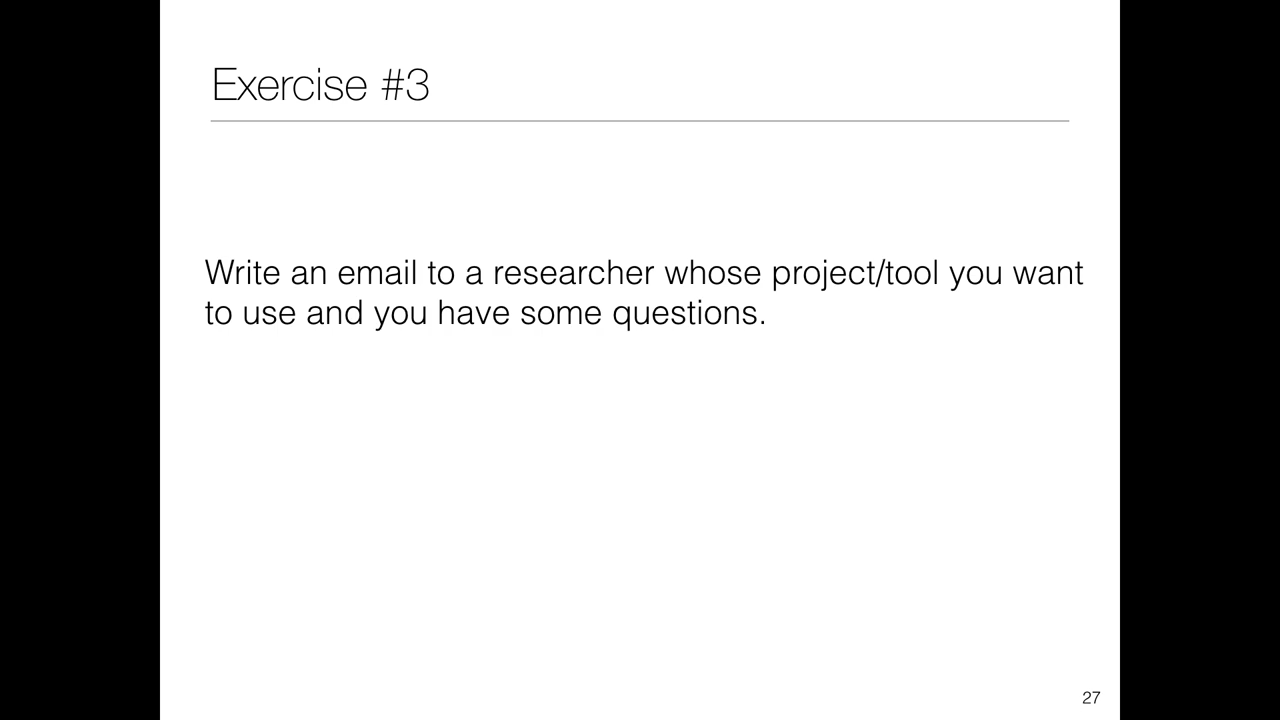 Exercise #3
Write an email to a researcher whose project/tool you want
to use and you have some questions.
27